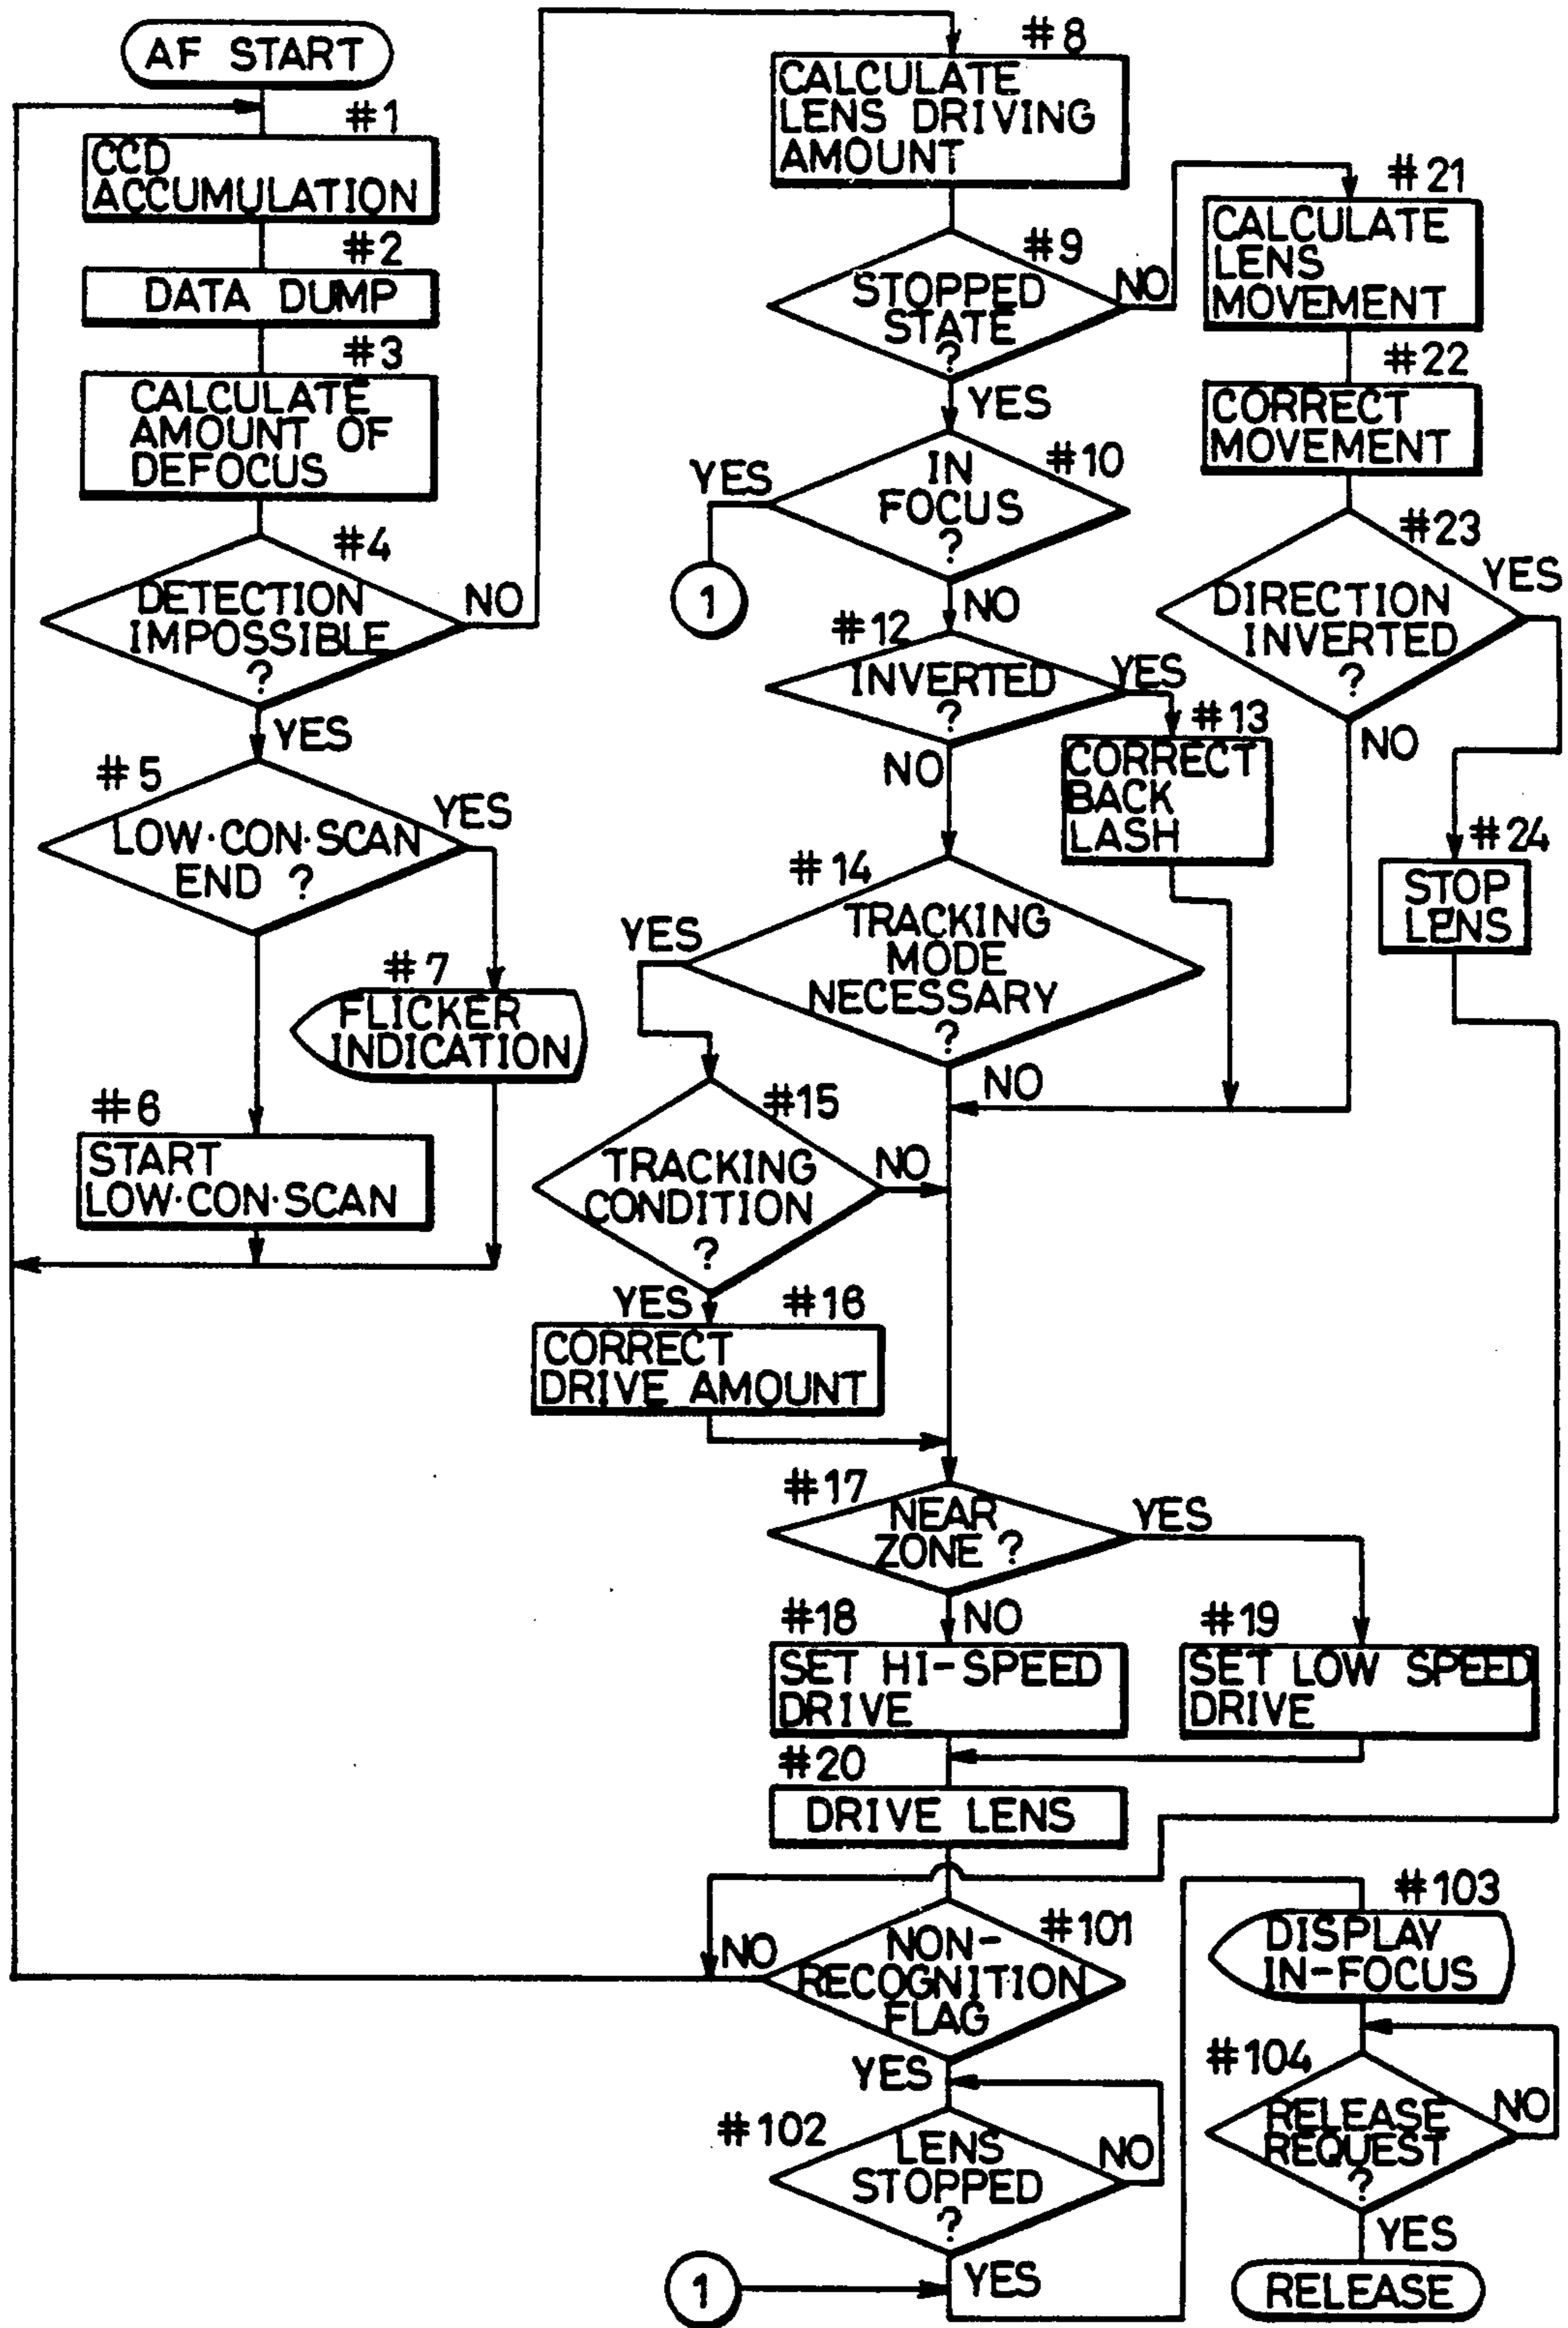 AF START
#1
CCD
ACCUMULATION
#2
DATA DUMP
#3
CALCULATE
AMOUNT OF
DEFOCUS
#4
DETECTION
IMPOSSIBLE
?
NO
YES
#5
LOW·CON·SCAN
END ?
YES
#7
FLICKER
INDICATION
#6
START
LOW·CON·SCAN
#8
CALCULATE
LENS DRIVING
AMOUNT
#9
STOPPED
STATE
?
NO
YES
#10
IN
FOCUS
?
YES
1
NO
#12
INVERTED
?
YES
NO
#13
CORRECT
BACK
LASH
#14
TRACKING
MODE
NECESSARY
?
YES
NO
#15
TRACKING
CONDITION
?
NO
YES
#16
CORRECT
DRIVE AMOUNT
#17
NEAR
ZONE ?
YES
NO
#18
SET HI-SPEED
DRIVE
#19
SET LOW SPEED
DRIVE
#20
DRIVE LENS
#21
CALCULATE
LENS
MOVEMENT
#22
CORRECT
MOVEMENT
#23
DIRECTION
INVERTED
?
YES
NO
#24
STOP
LENS
#101
NON-
RECOGNITION
FLAG
NO
YES
#102
LENS
STOPPED
?
NO
YES
1
#103
DISPLAY
IN-FOCUS
#104
RELEASE
REQUEST
?
NO
YES
RELEASE